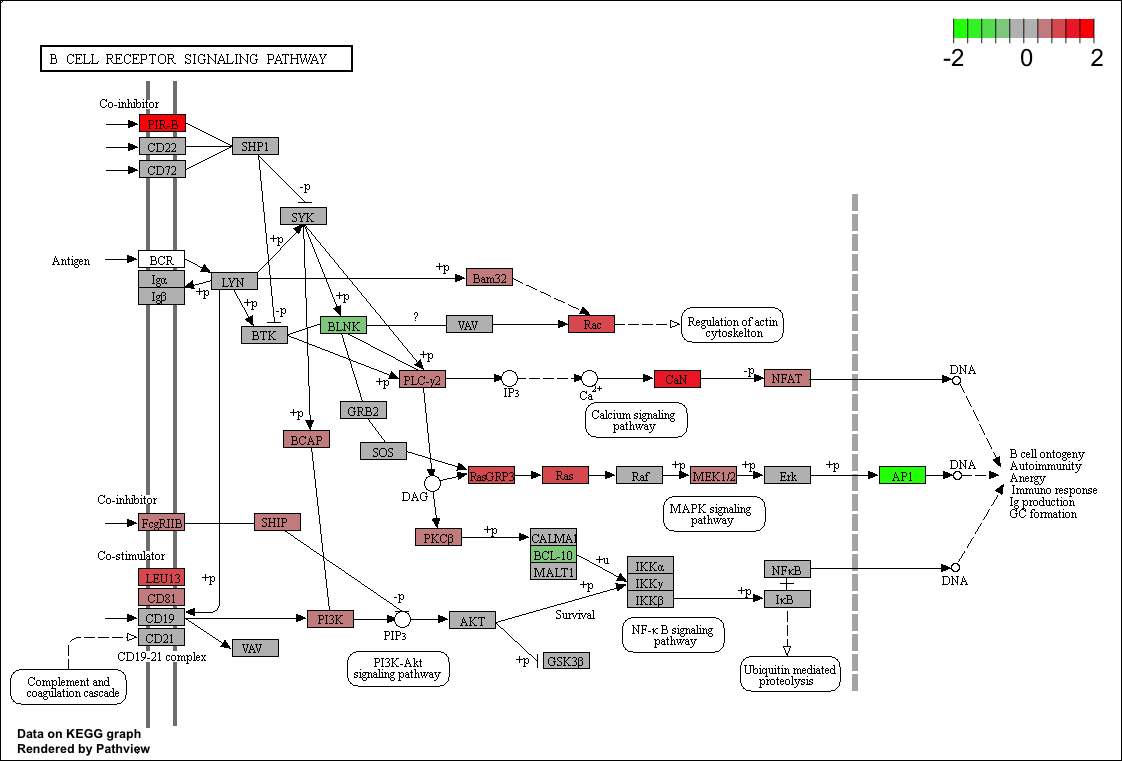 B CELL RECEPTOR SIGNALING PATHWAY
-2 0 2
Co-inhibitor
PIR-B
CD22
CD72
SHP1
-p
SYK
+p
Antigen
BCR
Igα
Igβ
LYN
+p
+p
+p
Bam32
-p
+p
BTK
BLNK
?
VAV
Rac
Regulation of actin
cytoskelton
+p
+p
PLC-γ2
IP3
Ca2+
CaN
-p
NFAT
DNA
Calcium signaling
pathway
GRB2
+p
BCAP
SOS
DAG
RasGRP3
Ras
Raf
+p
MEK1/2
+p
Erk
+p
AP1
DNA
B cell ontogeny
Autoimmunity
Anergy
Immuno response
Ig production
GC formation
MAPK signaling
pathway
Co-inhibitor
FcgRIIB
SHIP
PKCβ
+p
CALMA1
BCL-10
MALT1
+u
+p
IKKα
IKKγ
IKKβ
+p
NFκB
IκB
DNA
Co-stimulator
LEU13
CD81
CD19
CD21
CD19-21 complex
+p
VAV
PI3K
-p
PIP3
AKT
Survival
+p
GSK3β
PI3K-Akt
signaling pathway
NF-κ B signaling
pathway
Ubiquitin mediated
proteolysis
Complement and
coagulation cascade
Data on KEGG graph
Rendered by Pathview